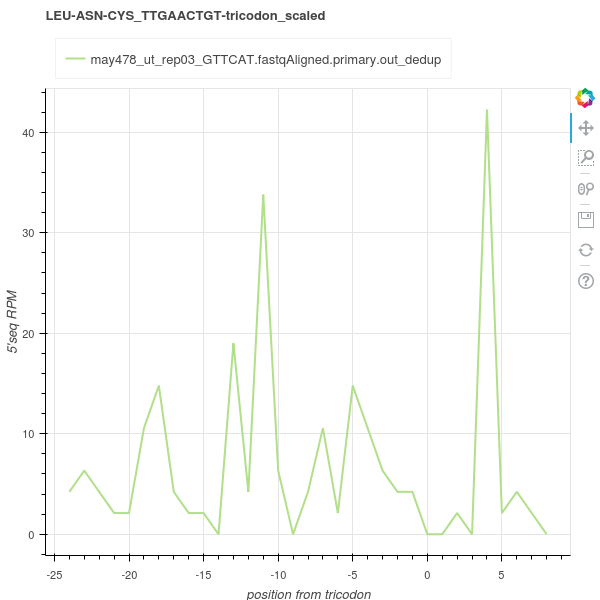 LEU-ASN-CYS_TTGAACTGT-tricodon_scaled
may478_ut_rep03_GTTCAT.fastqAligned.primary.out_dedup
40
30
20
10
0
5'seq RPM
-25 -20 -15 -10 -5 0 5
position from tricodon